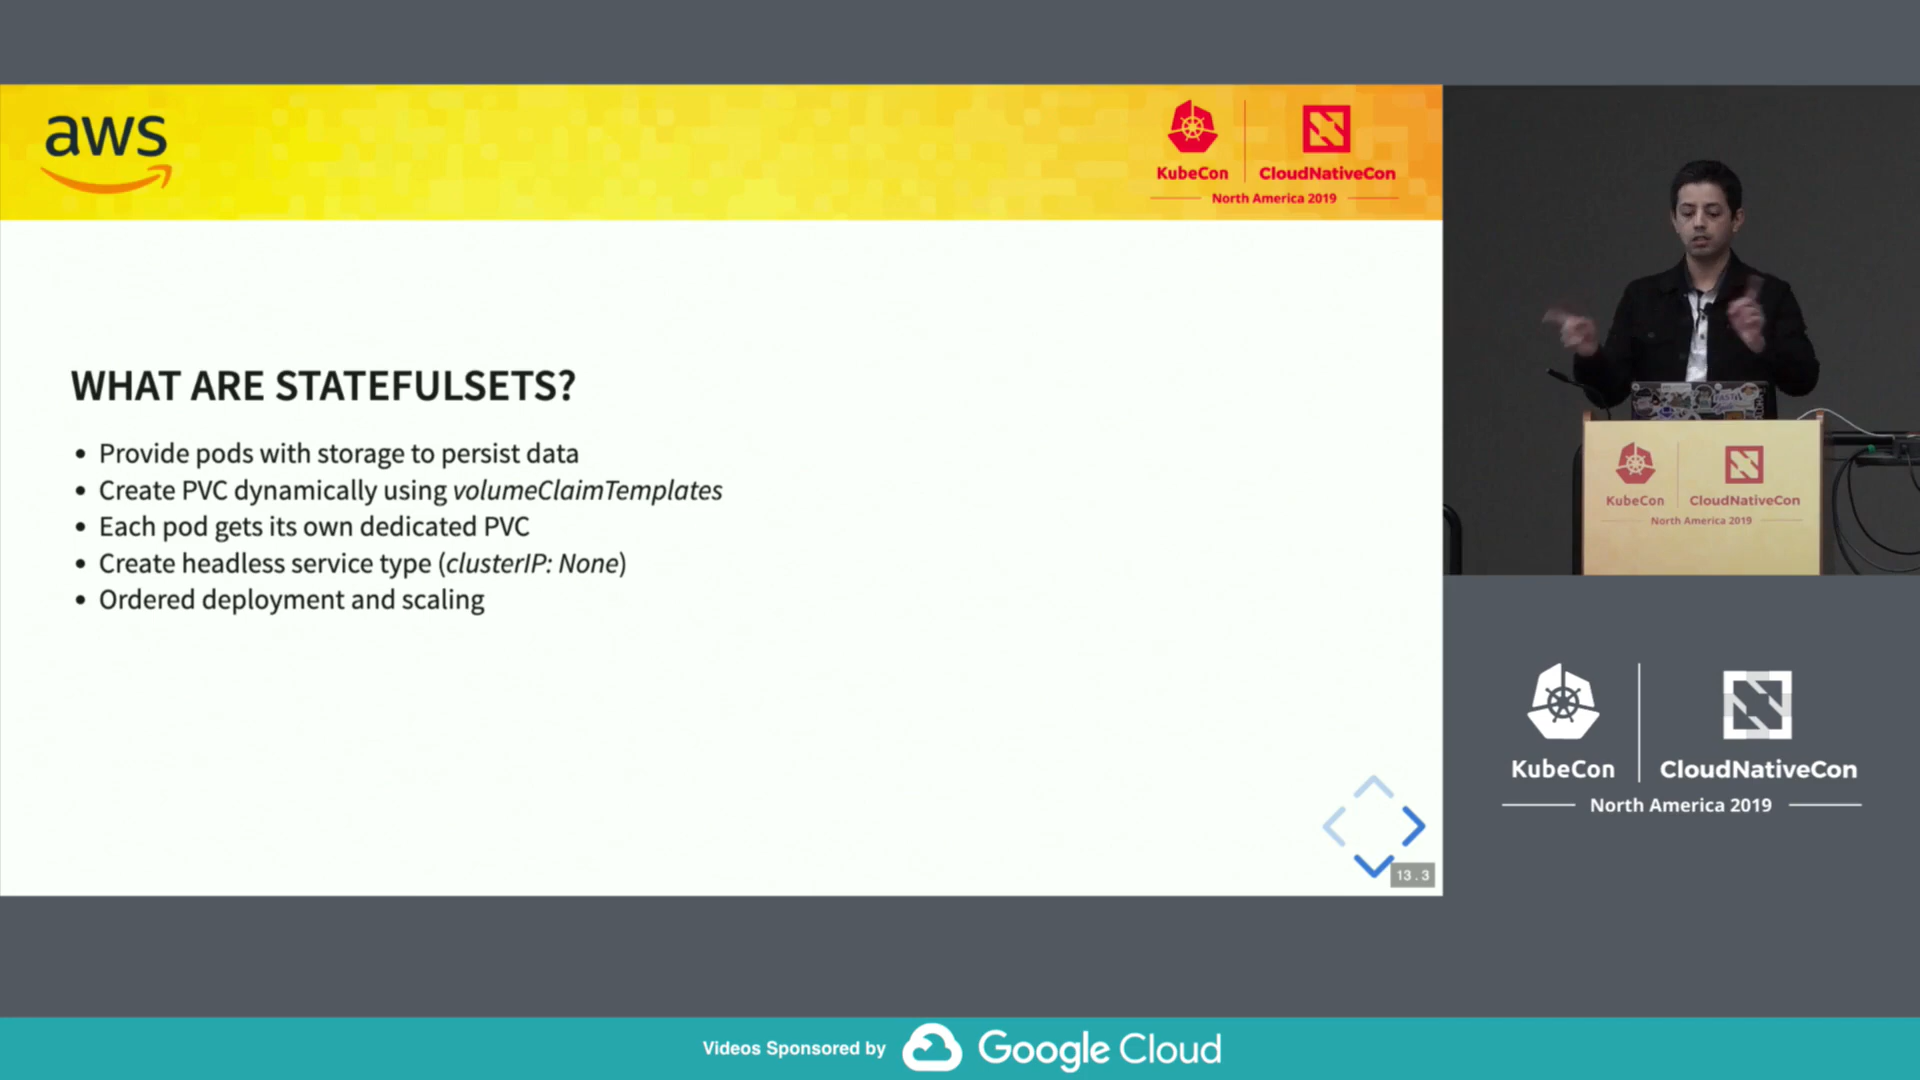 aws
KubeCon
CloudNativeCon
North America 2019
WHAT ARE STATEFULSETS?
• Provide pods with storage to persist data
• Create PVC dynamically using volumeClaimTemplates
• Each pod gets its own dedicated PVC
• Create headless service type (clusterIP: None)
• Ordered deployment and scaling
13.3
KubeCon
CloudNativeCon
North America 2019
KubeCon
CloudNativeCon
North America 2019
Videos Sponsored by
Google Cloud